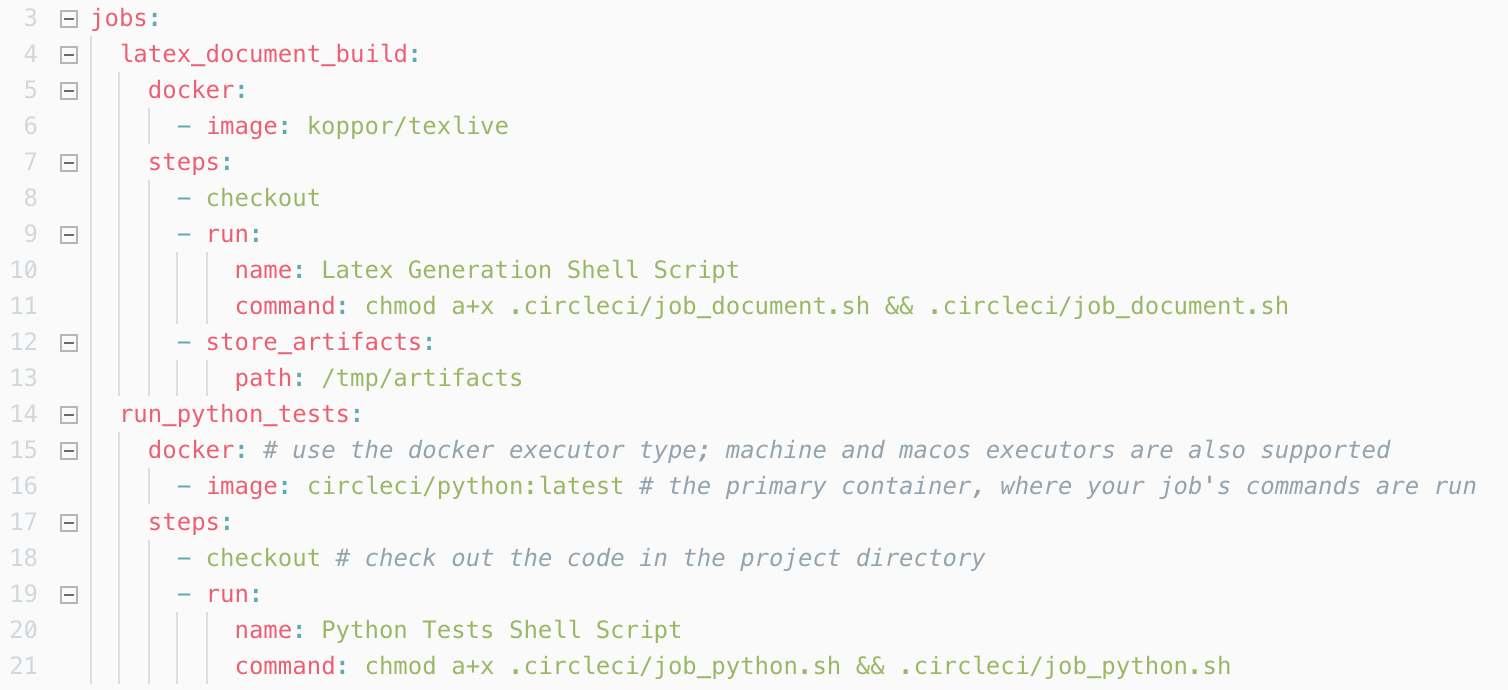 3 jobs:
4   latex_document_build:
5     docker:
6       - image: koppor/texlive
7     steps:
8       - checkout
9       - run:
10           name: Latex Generation Shell Script
11           command: chmod a+x .circleci/job_document.sh && .circleci/job_document.sh
12       - store_artifacts:
13           path: /tmp/artifacts
14   run_python_tests:
15     docker: # use the docker executor type; machine and macos executors are also supported
16       - image: circleci/python:latest # the primary container, where your job's commands are run
17     steps:
18       - checkout # check out the code in the project directory
19       - run:
20           name: Python Tests Shell Script
21           command: chmod a+x .circleci/job_python.sh && .circleci/job_python.sh